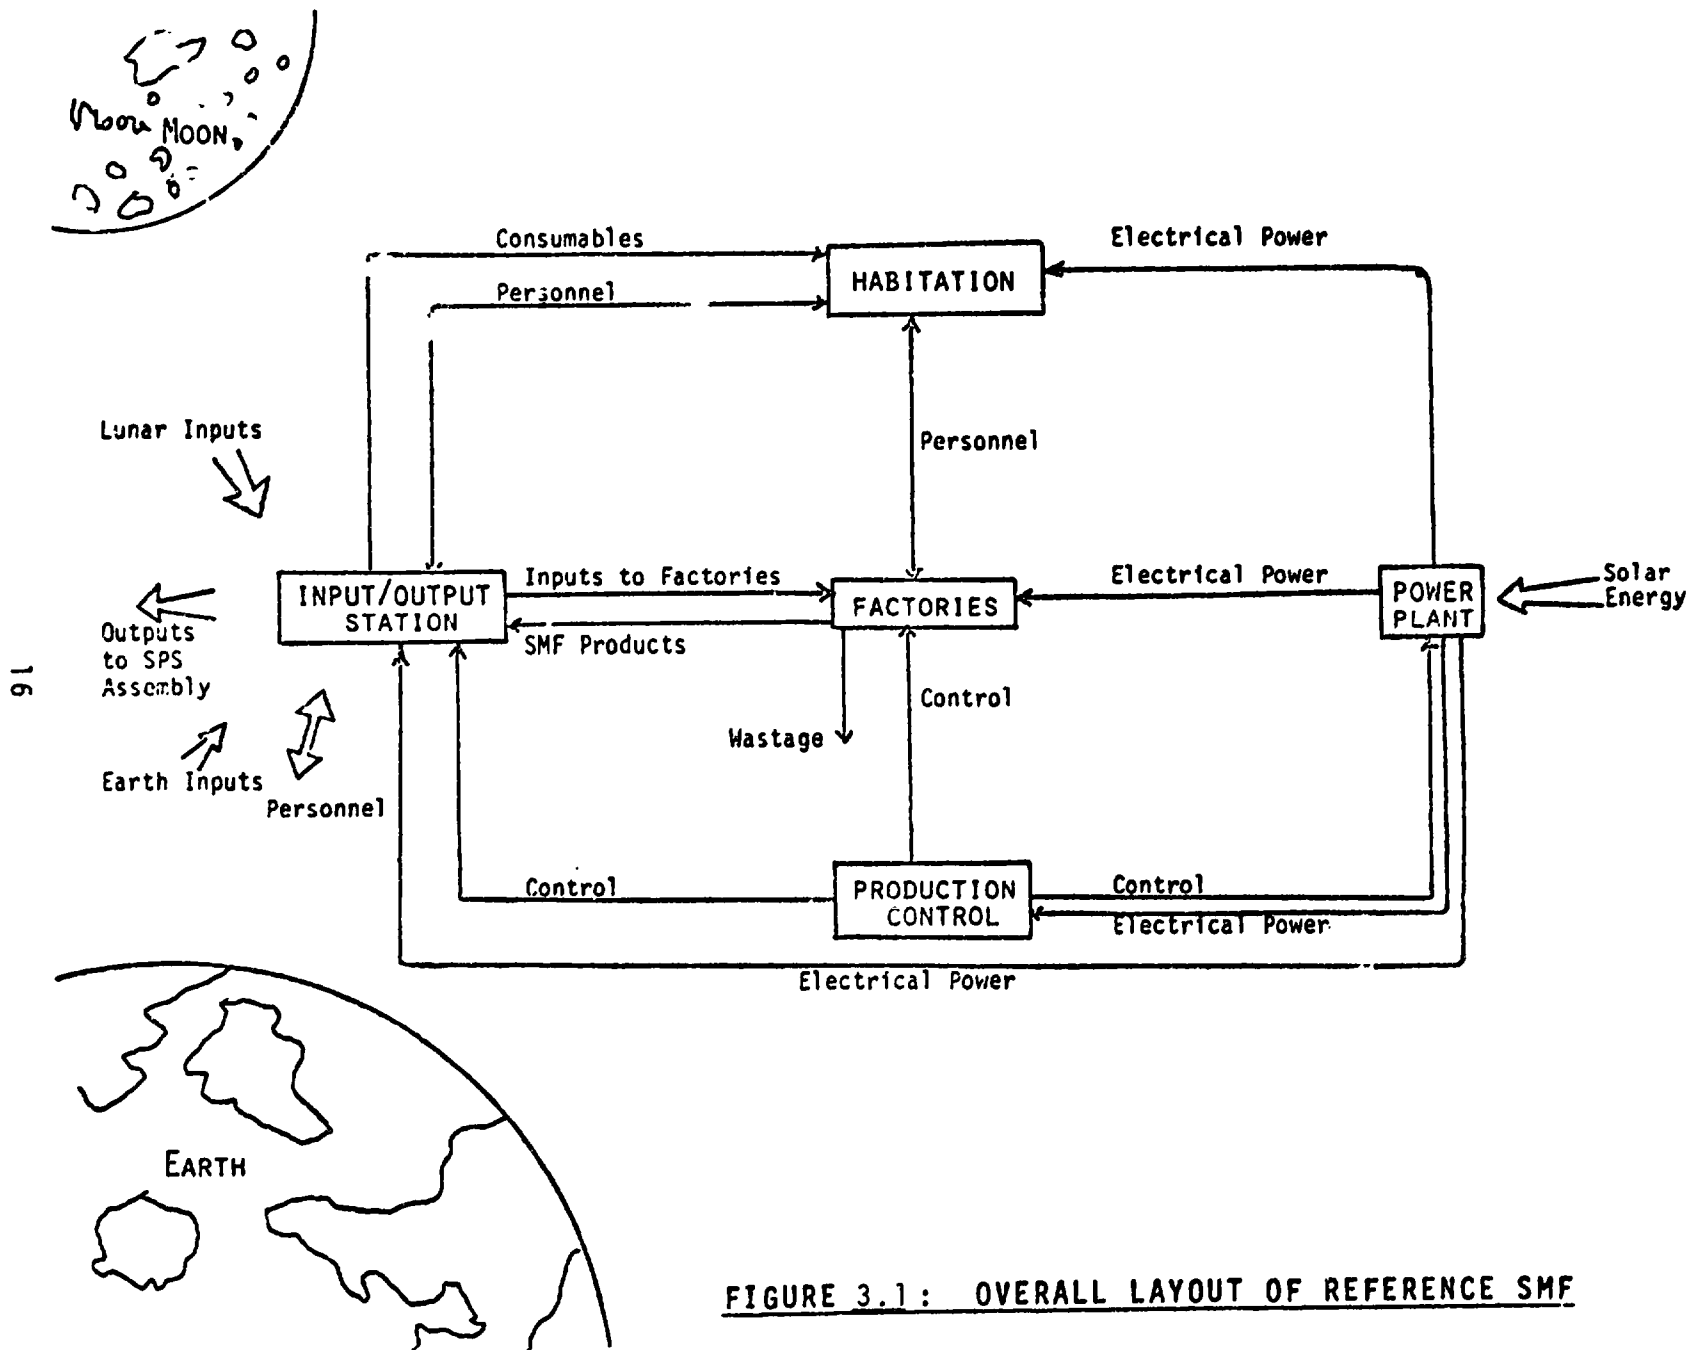 Moon MOON
Consumables
Electrical Power
HABITATION
Personnel
Lunar Inputs
Personnel
Inputs to Factories
Electrical Power
Solar
Energy
INPUT/OUTPUT
STATION
FACTORIES
POWER
PLANT
SMF Products
Outputs
to SPS
Assembly
16
Control
Wastage
Earth Inputs
Personnel
Control
PRODUCTION
CONTROL
Control
Electrical Power
Electrical Power
EARTH
FIGURE 3.1: OVERALL LAYOUT OF REFERENCE SMF